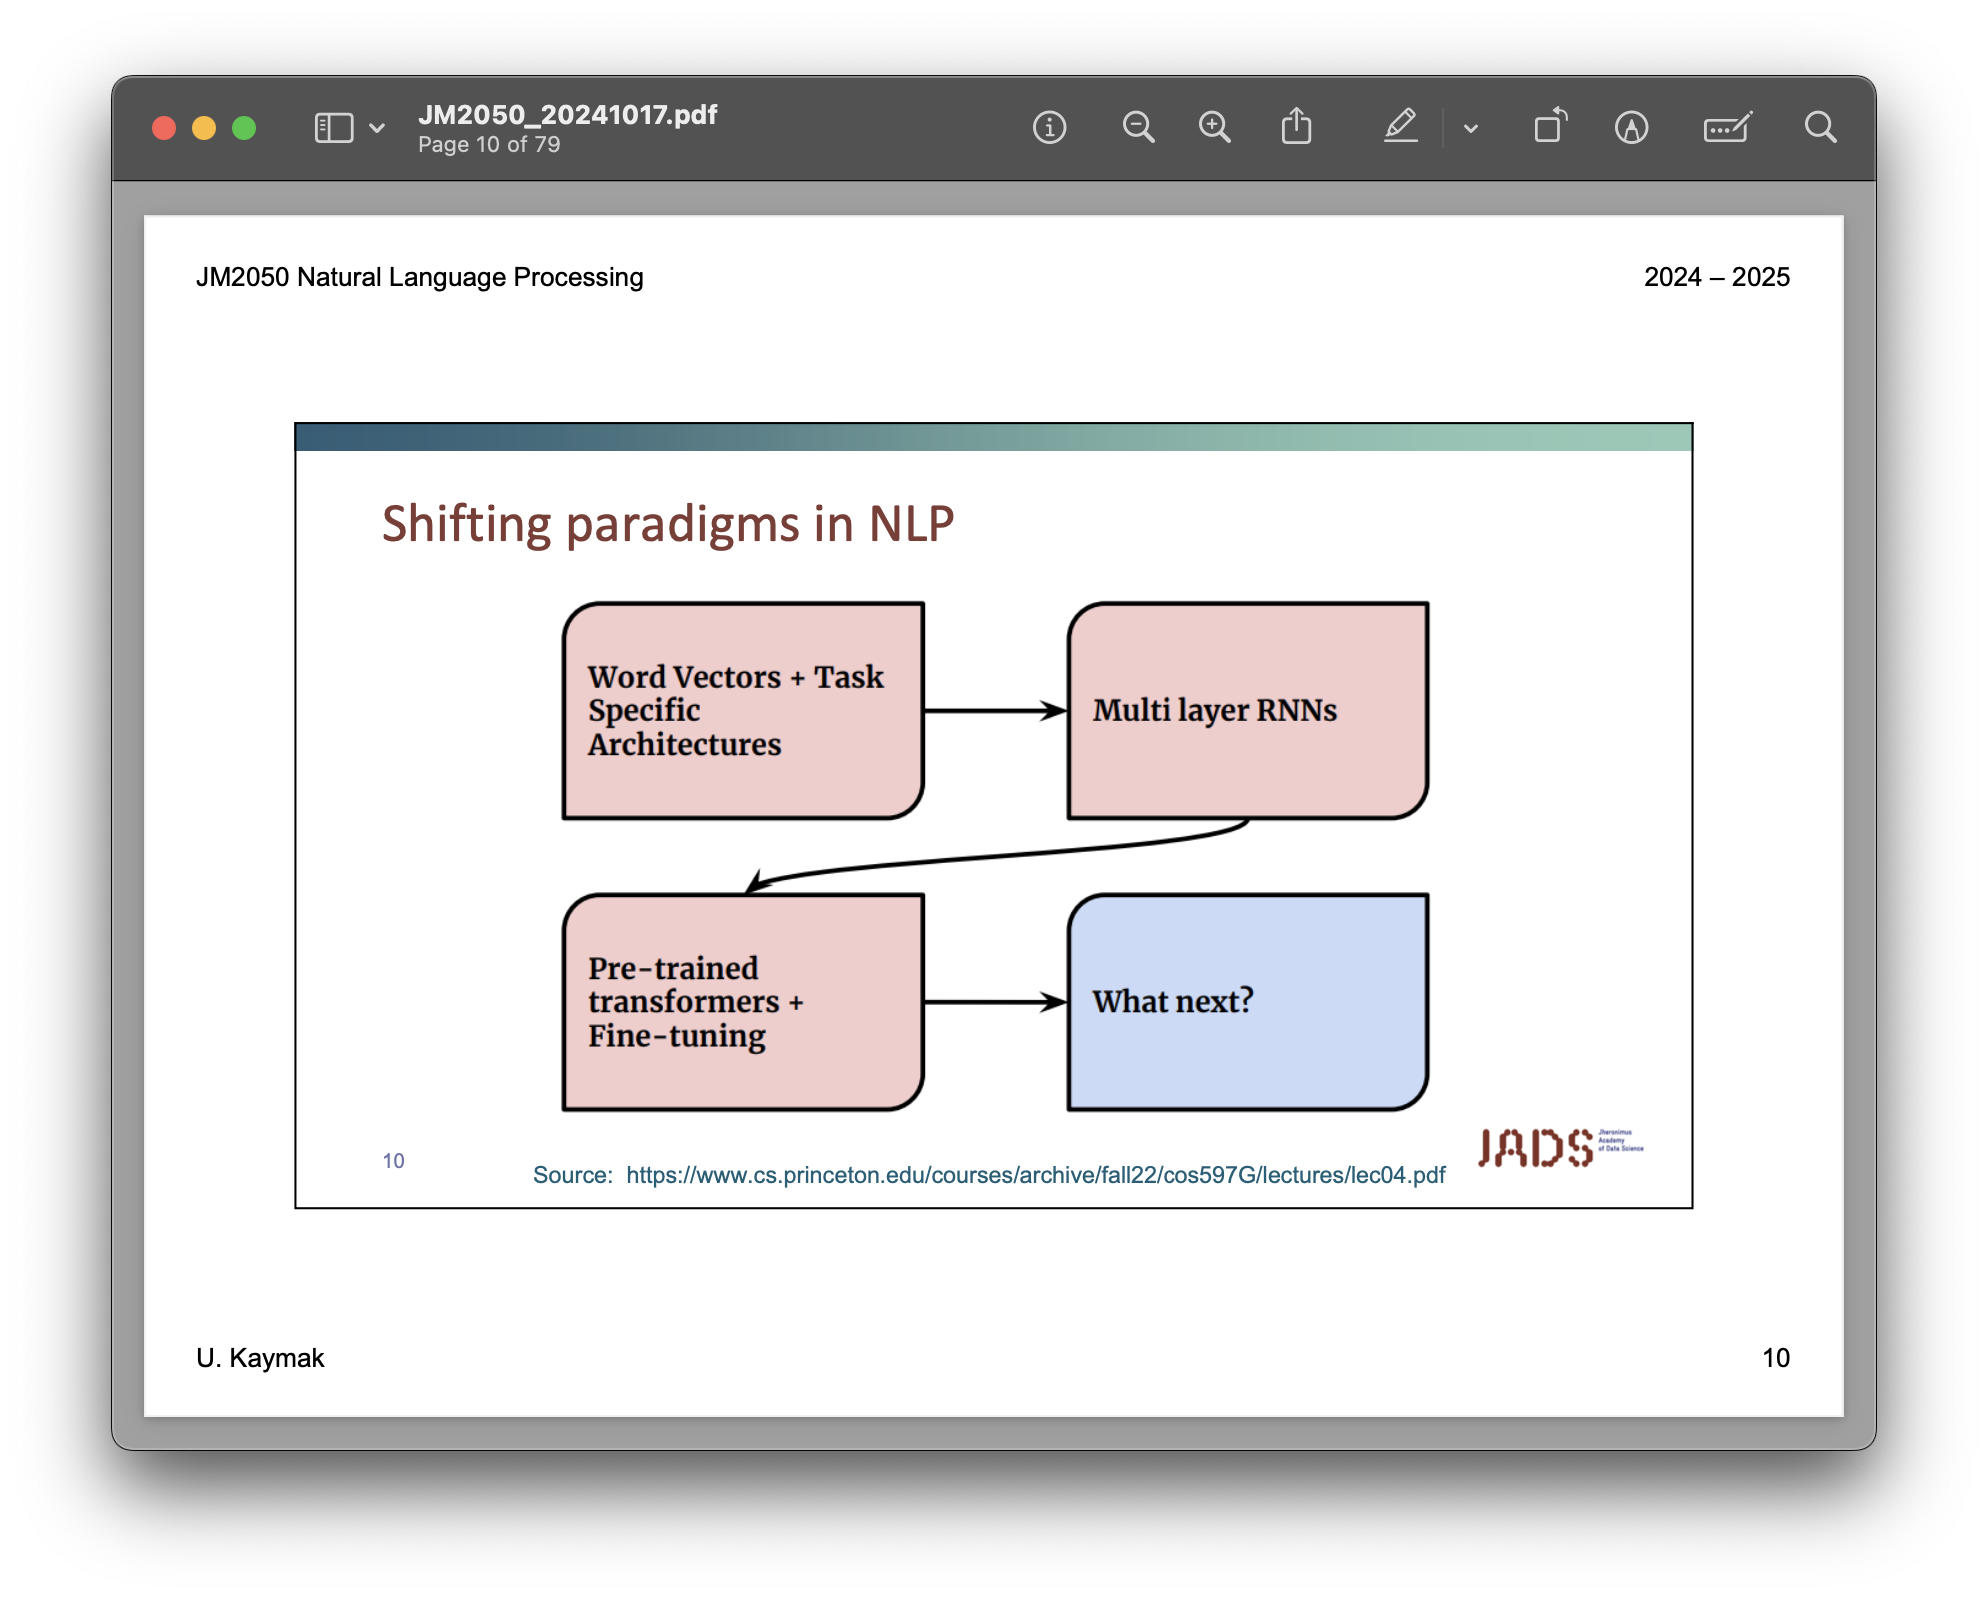 JM2050_20241017.pdf
Page 10 of 79
JM2050 Natural Language Processing
2024 – 2025
Shifting paradigms in NLP
Word Vectors + Task
Specific
Architectures
Multi layer RNNs
Pre-trained
transformers +
Fine-tuning
What next?
10
Source:  https://www.cs.princeton.edu/courses/archive/fall22/cos597G/lectures/lec04.pdf
JADS
Jheronimus
Academy
of Data Science
U. Kaymak
10